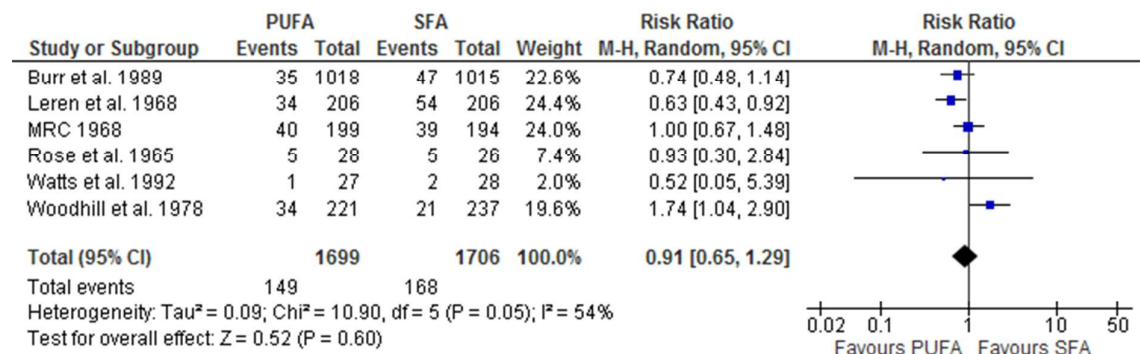 PUFA SFA Risk Ratio Risk Ratio
Study or Subgroup Events Total Events Total Weight M-H, Random, 95% CI M-H, Random, 95% CI
Burr et al. 1989 35 1018 47 1015 22.6% 0.74 [0.48, 1.14]
Leren et al. 1968 34 206 54 206 24.4% 0.63 [0.43, 0.92]
MRC 1968 40 199 39 194 24.0% 1.00 [0.67, 1.48]
Rose et al. 1965 5 28 5 26 7.4% 0.93 [0.30, 2.84]
Watts et al. 1992 1 27 2 28 2.0% 0.52 [0.05, 5.39]
Woodhill et al. 1978 34 221 21 237 19.6% 1.74 [1.04, 2.90]
Total (95% CI) 1699 1706 100.0% 0.91 [0.65, 1.29]
Total events 149 168
Heterogeneity: Tau² = 0.09; Chi² = 10.90, df = 5 (P = 0.05); I² = 54%
Test for overall effect: Z = 0.52 (P = 0.60)
0.02 0.1 1 10 50
Favours PUFA Favours SFA